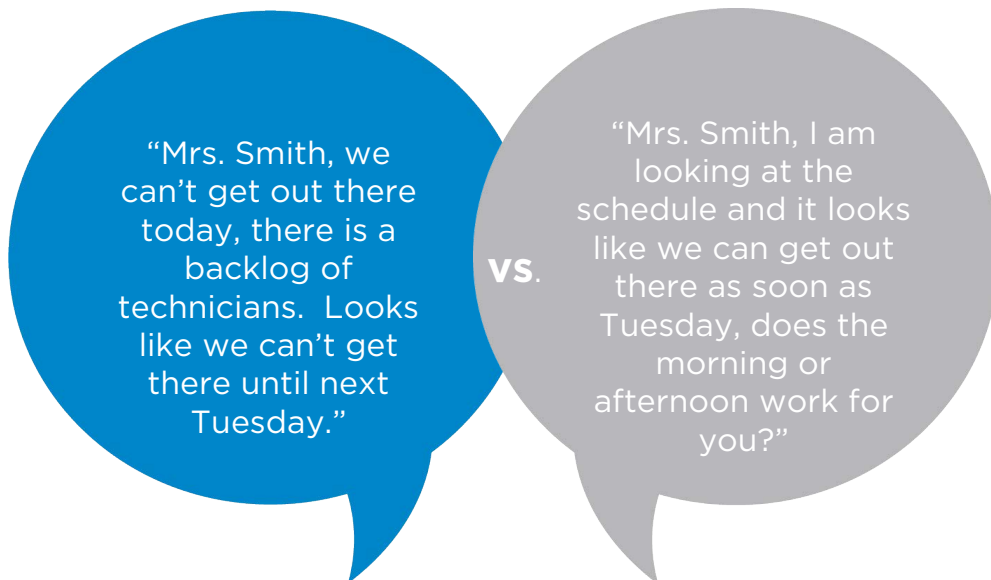 “Mrs. Smith, we
can’t get out there
today, there is a
backlog of
technicians.  Looks
like we can’t get
there until next
Tuesday.”
vs.
“Mrs. Smith, I am
looking at the
schedule and it looks
like we can get out
there as soon as
Tuesday, does the
morning or
afternoon work for
you?”